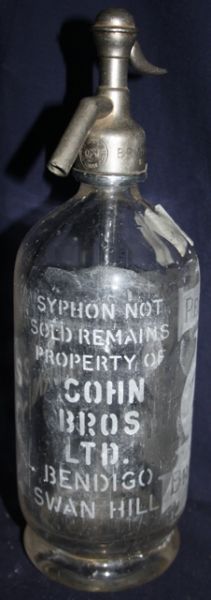 SYPHON NOT
SOLD REMAINS
PROPERTY OF
COHN
BROS
LTD.
BENDIGO
SWAN HILL